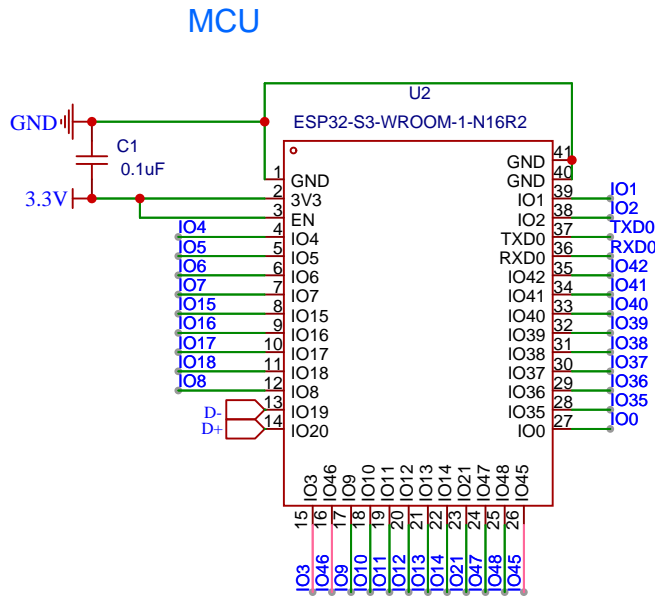 MCU
U2
ESP32-S3-WROOM-1-N16R2
GND
C1
0.1uF
3.3V
1 GND
2 3V3
3 EN
IO4 4 IO4
IO5 5 IO5
IO6 6 IO6
IO7 7 IO7
IO15 8 IO15
IO16 9 IO16
IO17 10 IO17
IO18 11 IO18
IO8 12 IO8
D- 13 IO19
D+ 14 IO20
GND 41
GND 40
IO1 39 IO1
IO2 38 IO2
TXD0 37 TXD0
RXD0 36 RXD0
IO42 35 IO42
IO41 34 IO41
IO40 33 IO40
IO39 32 IO39
IO38 31 IO38
IO37 30 IO37
IO36 29 IO36
IO35 28 IO35
IO0 27 IO0
IO3 15 IO3
IO46 16 IO46
IO9 17 IO9
IO10 18 IO10
IO11 19 IO11
IO12 20 IO12
IO13 21 IO13
IO14 22 IO14
IO21 23 IO21
IO47 24 IO47
IO48 25 IO48
IO45 26 IO45